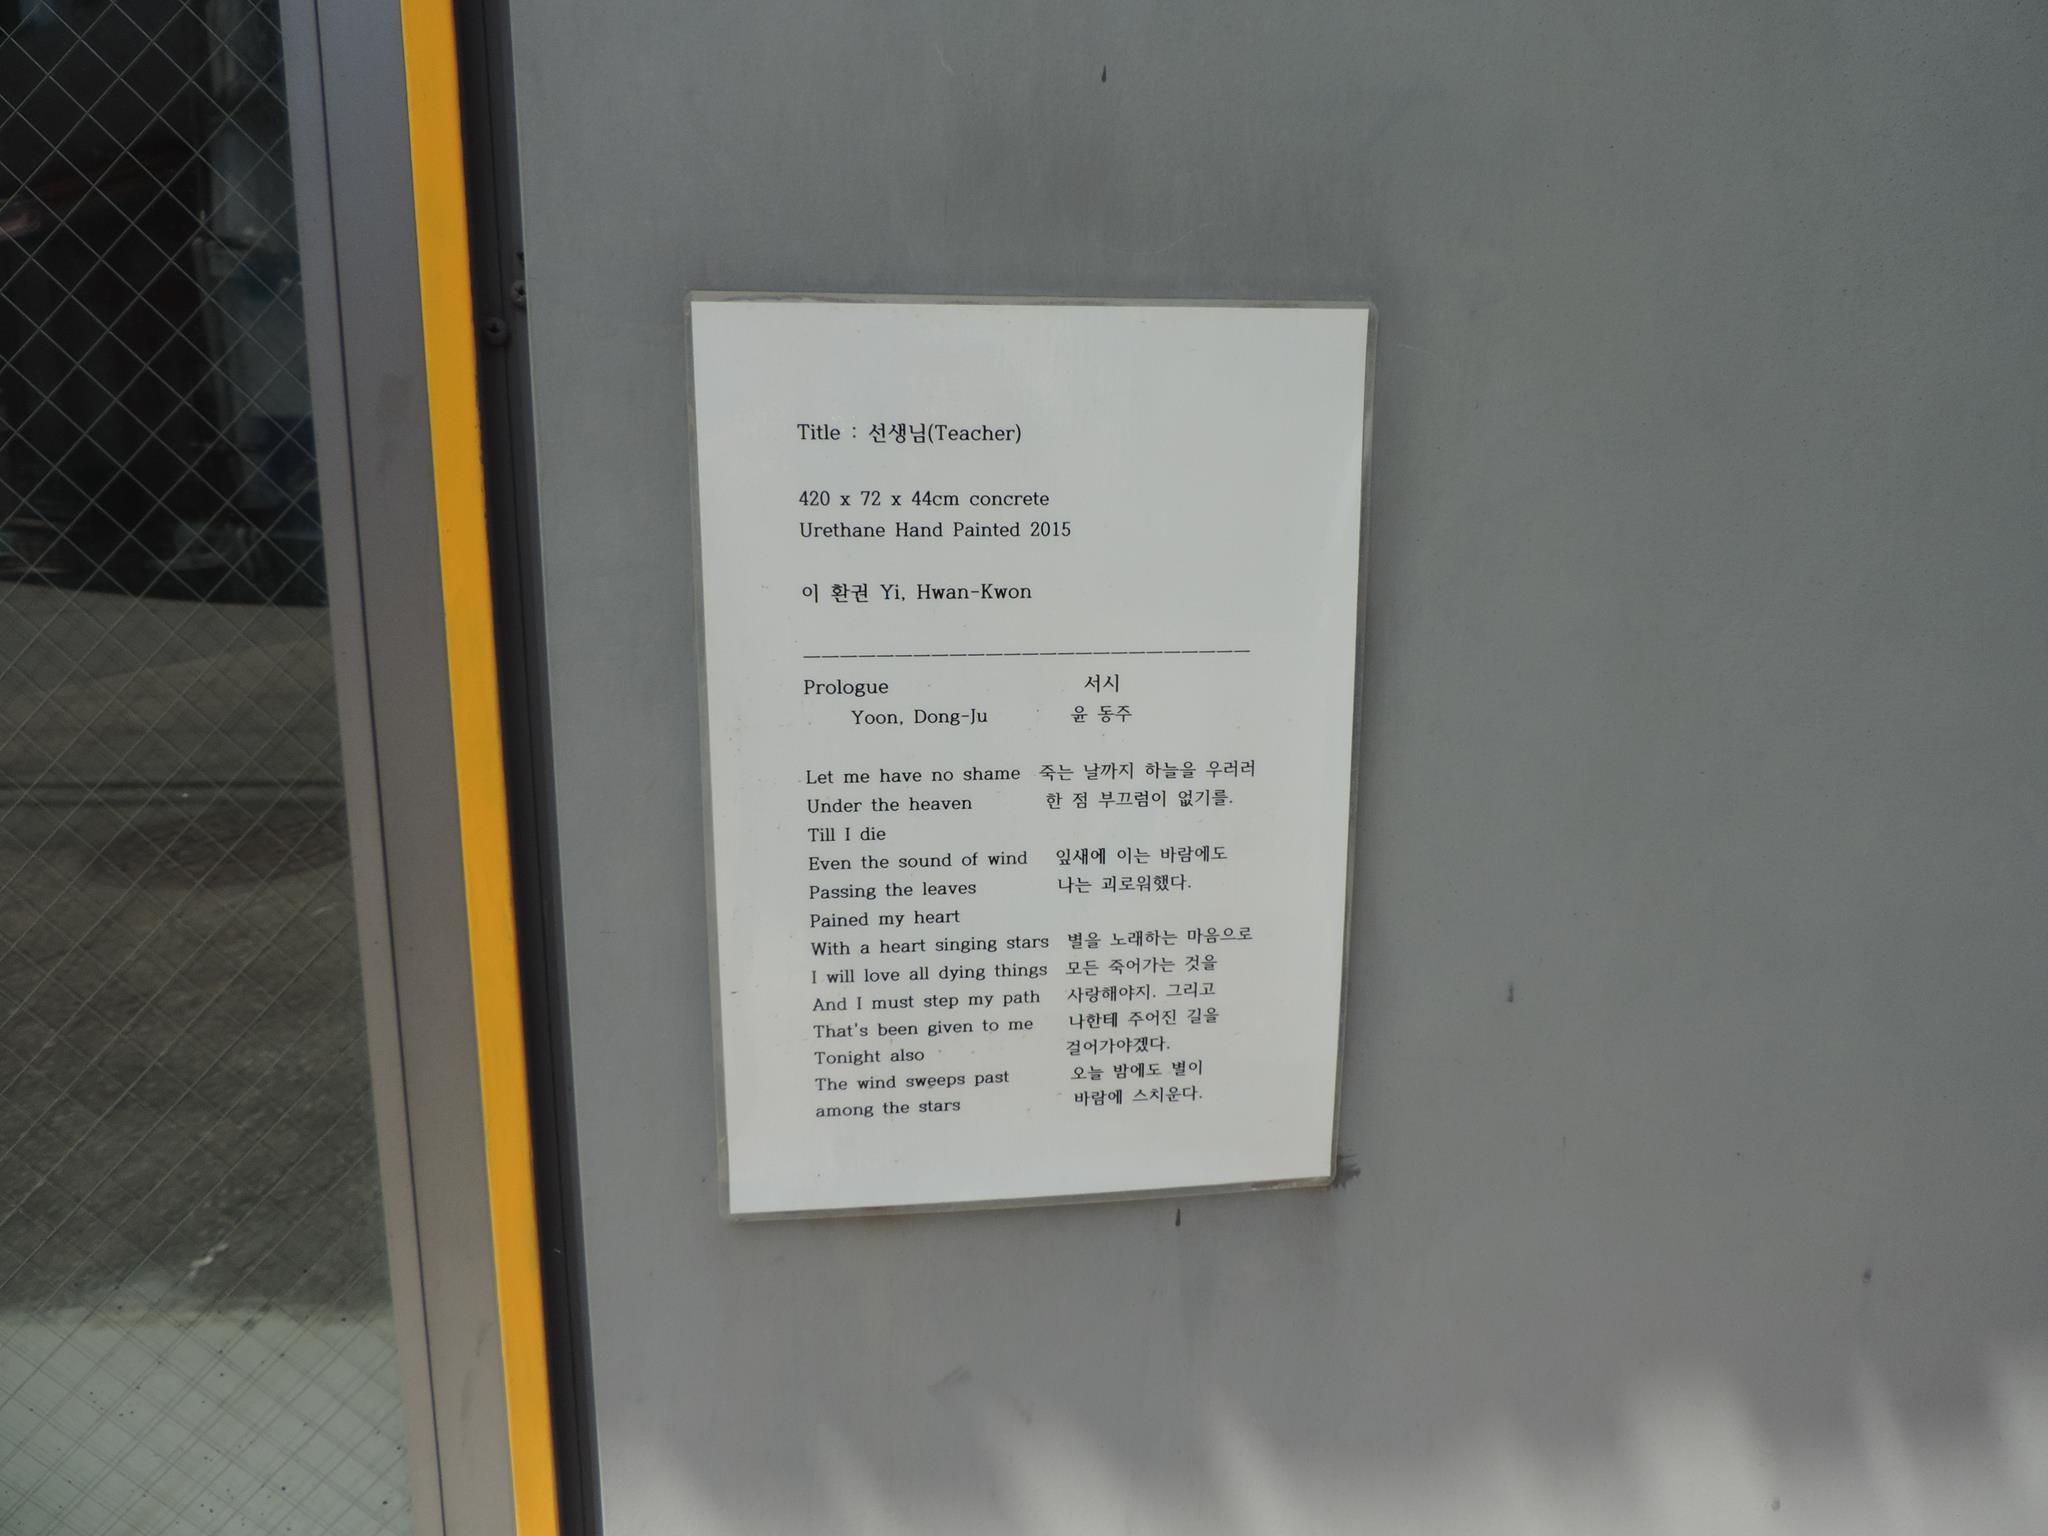 Title : 선생님(Teacher)
420 x 72 x 44cm concrete
Urethane Hand Painted 2015
이 환권 Yi, Hwan-Kwon
_________________________
Prologue 서시
Yoon, Dong-Ju 윤 동주
Let me have no shame 죽는 날까지 하늘을 우러러
Under the heaven 한 점 부끄럼이 없기를.
Till I die
Even the sound of wind 잎새에 이는 바람에도
Passing the leaves 나는 괴로워했다.
Pained my heart
With a heart singing stars 별을 노래하는 마음으로
I will love all dying things 모든 죽어가는 것을
And I must step my path 사랑해야지. 그리고
That's been given to me 나한테 주어진 길을
Tonight also 걸어가야겠다.
The wind sweeps past 오늘 밤에도 별이
among the stars 바람에 스치운다.